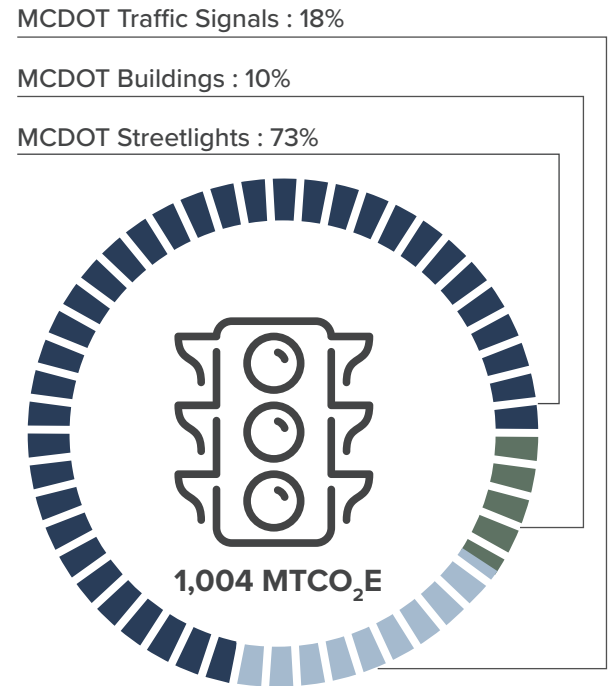 MCDOT Traffic Signals : 18%
MCDOT Buildings : 10%
MCDOT Streetlights : 73%
1,004 MTCO₂E